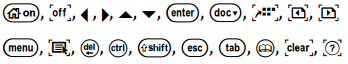 on, off, enter, doc,
menu, del, ctrl, shift, esc, tab, clear, ?